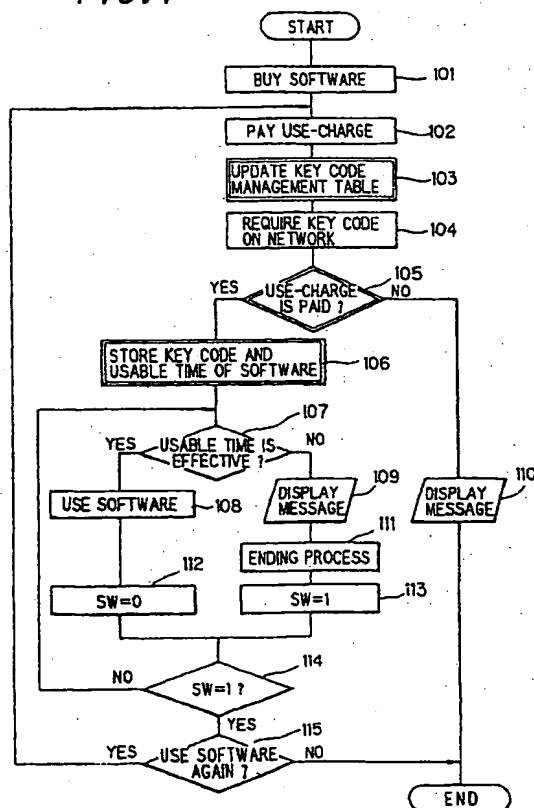 START
BUY SOFTWARE
101
PAY USE-CHARGE
102
UPDATE KEY CODE
MANAGEMENT TABLE
103
REQUIRE KEY CODE
ON NETWORK
104
105
YES
USE-CHARGE
IS PAID ?
NO
STORE KEY CODE AND
USABLE TIME OF SOFTWARE
106
107
YES
USABLE TIME IS
EFFECTIVE ?
NO
USE SOFTWARE
108
DISPLAY
MESSAGE
109
DISPLAY
MESSAGE
110
ENDING PROCESS
111
112
SW=0
SW=1
113
114
NO
SW=1 ?
YES
115
YES
USE SOFTWARE
AGAIN ?
NO
END